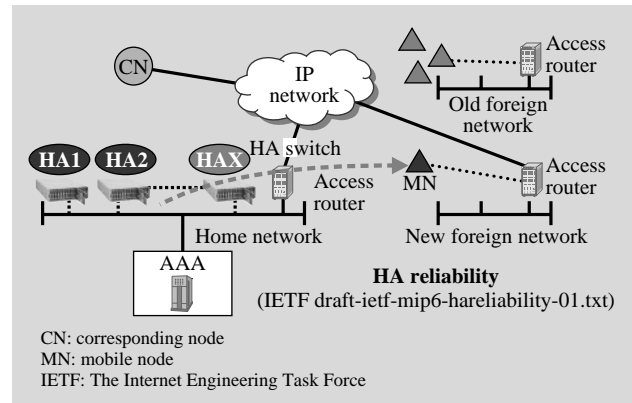 CN
IP
network
Access
router
Old foreign
network
HA1
HA2
HAX
HA switch
Access
router
MN
Access
router
Home network
New foreign network
AAA
HA reliability
(IETF draft-ietf-mip6-hareliability-01.txt)
CN: corresponding node
MN: mobile node
IETF: The Internet Engineering Task Force